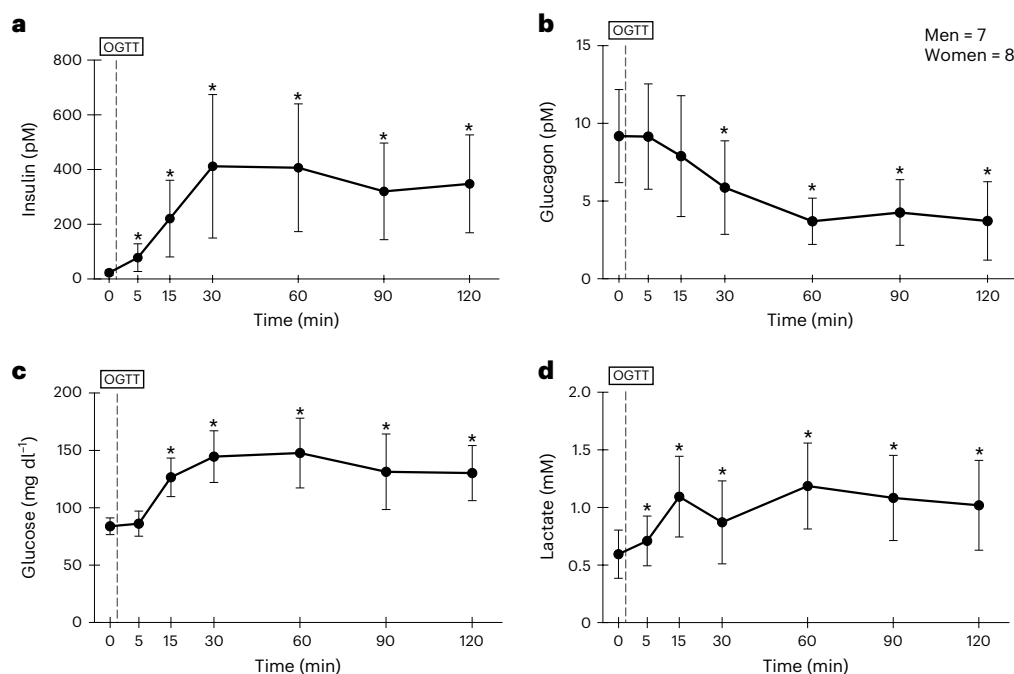 a
OGTT
800
600
400
200
0
Insulin (pM)
* * * * * *
0 5 15 30 60 90 120
Time (min)
b
OGTT
Men = 7
Women = 8
15
10
5
0
Glucagon (pM)
* * * *
0 5 15 30 60 90 120
Time (min)
c
OGTT
200
150
100
50
0
Glucose (mg dl⁻¹)
* * * * *
0 5 15 30 60 90 120
Time (min)
d
OGTT
2.0
1.5
1.0
0.5
0
Lactate (mM)
* * * * * *
0 5 15 30 60 90 120
Time (min)